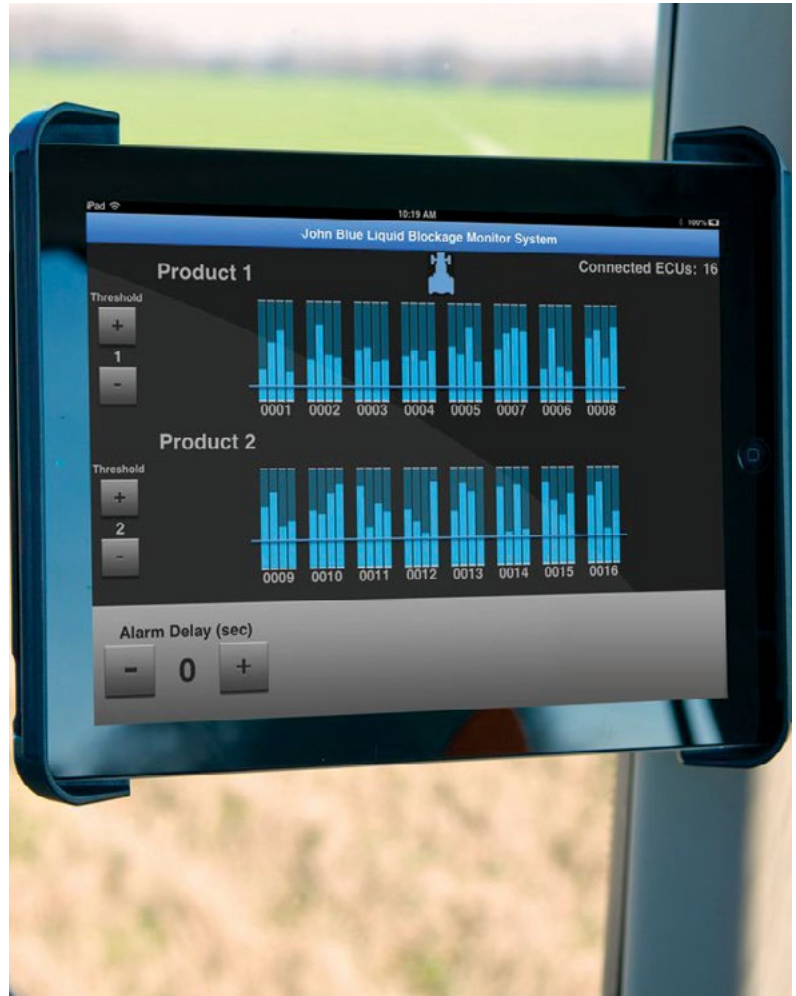 iPad
10:19 AM
100%
John Blue Liquid Blockage Monitor System
Product 1
Connected ECUs: 16
Threshold
+
1
-
0001 0002 0003 0004 0005 0007 0006 0008
Product 2
Threshold
+
2
-
0009 0010 0011 0012 0013 0014 0015 0016
Alarm Delay (sec)
- 0 +